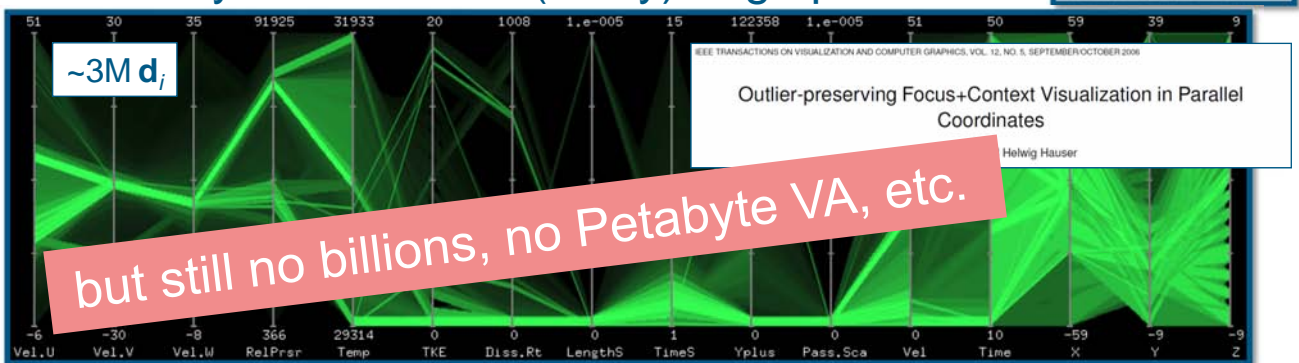 51 30 35 91925 31933 20 1008 1.e-005 15 122358 1.e-005 51 50 59 39 9
~3M di
IEEE TRANSACTIONS ON VISUALIZATION AND COMPUTER GRAPHICS, VOL. 12, NO. 5, SEPTEMBER/OCTOBER 2006
Outlier-preserving Focus+Context Visualization in Parallel
Coordinates
Helwig Hauser
but still no billions, no Petabyte VA, etc.
-6 -30 -8 366 29314 0 0 0 1 0 0 0 10 -59 -9 -9
Vel.U Vel.V Vel.W RelPrsr Temp TKE Diss.Rt LengthS TimeS Yplus Pass.Sca Vel Time X Y Z